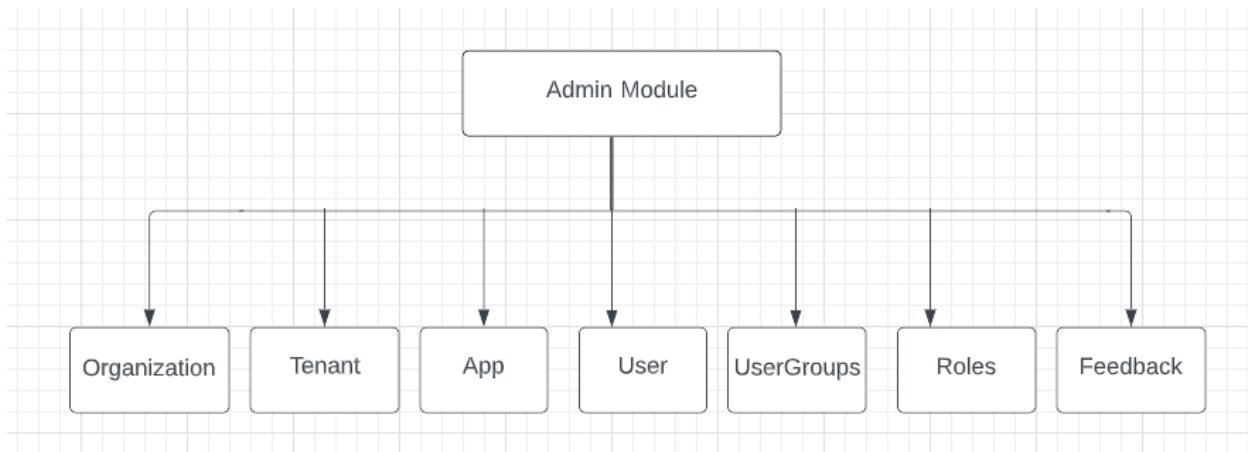 Admin Module
Organization
Tenant
App
User
UserGroups
Roles
Feedback